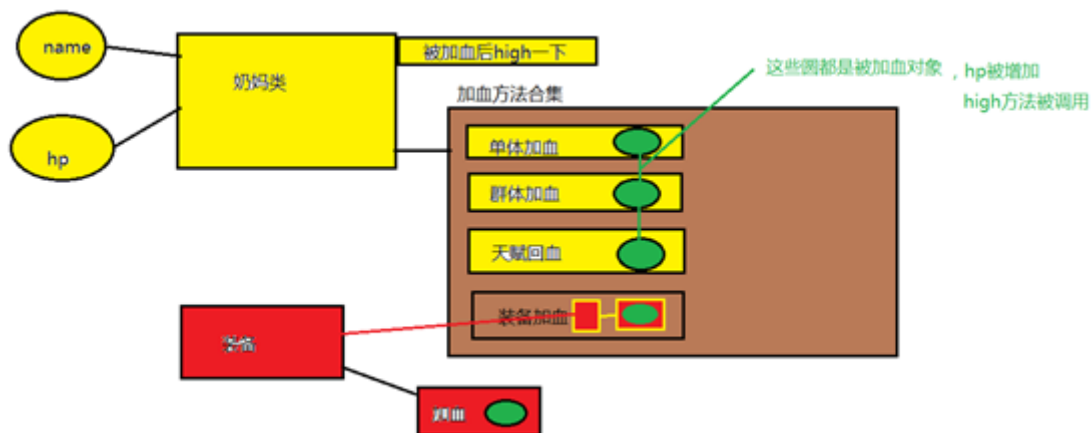 name
奶妈类
被加血后high一下
hp
加血方法合集
这些圆都是被加血对象，hp被增加
high方法被调用
单体加血
群体加血
天赋回血
装备加血